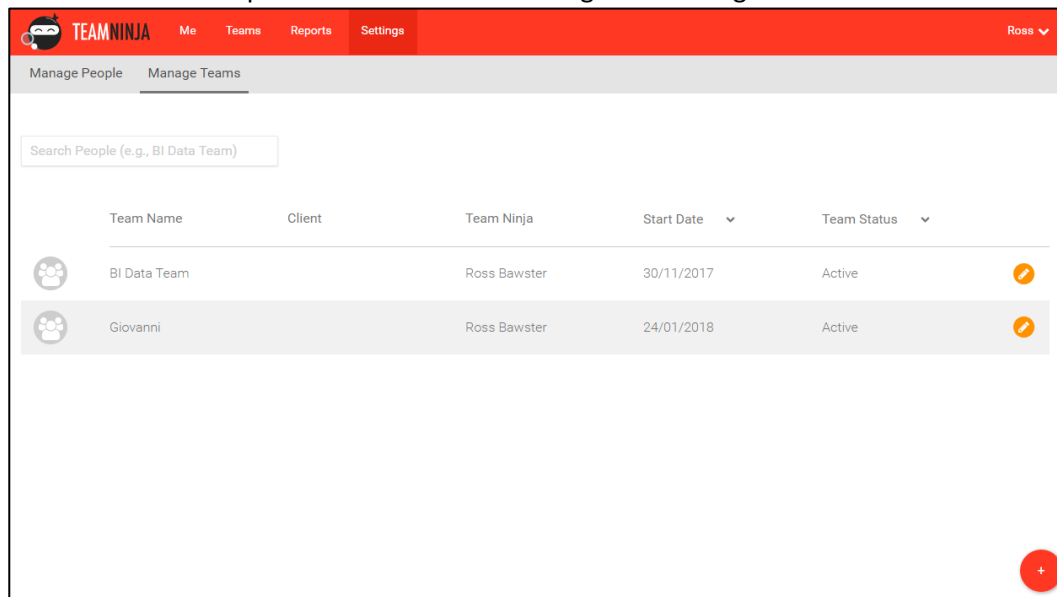 TEAMNINJA Me Teams Reports Settings Ross
Manage People Manage Teams
Search People (e.g., BI Data Team)
Team Name Client Team Ninja Start Date Team Status
BI Data Team Ross Bawster 30/11/2017 Active
Giovanni Ross Bawster 24/01/2018 Active
+